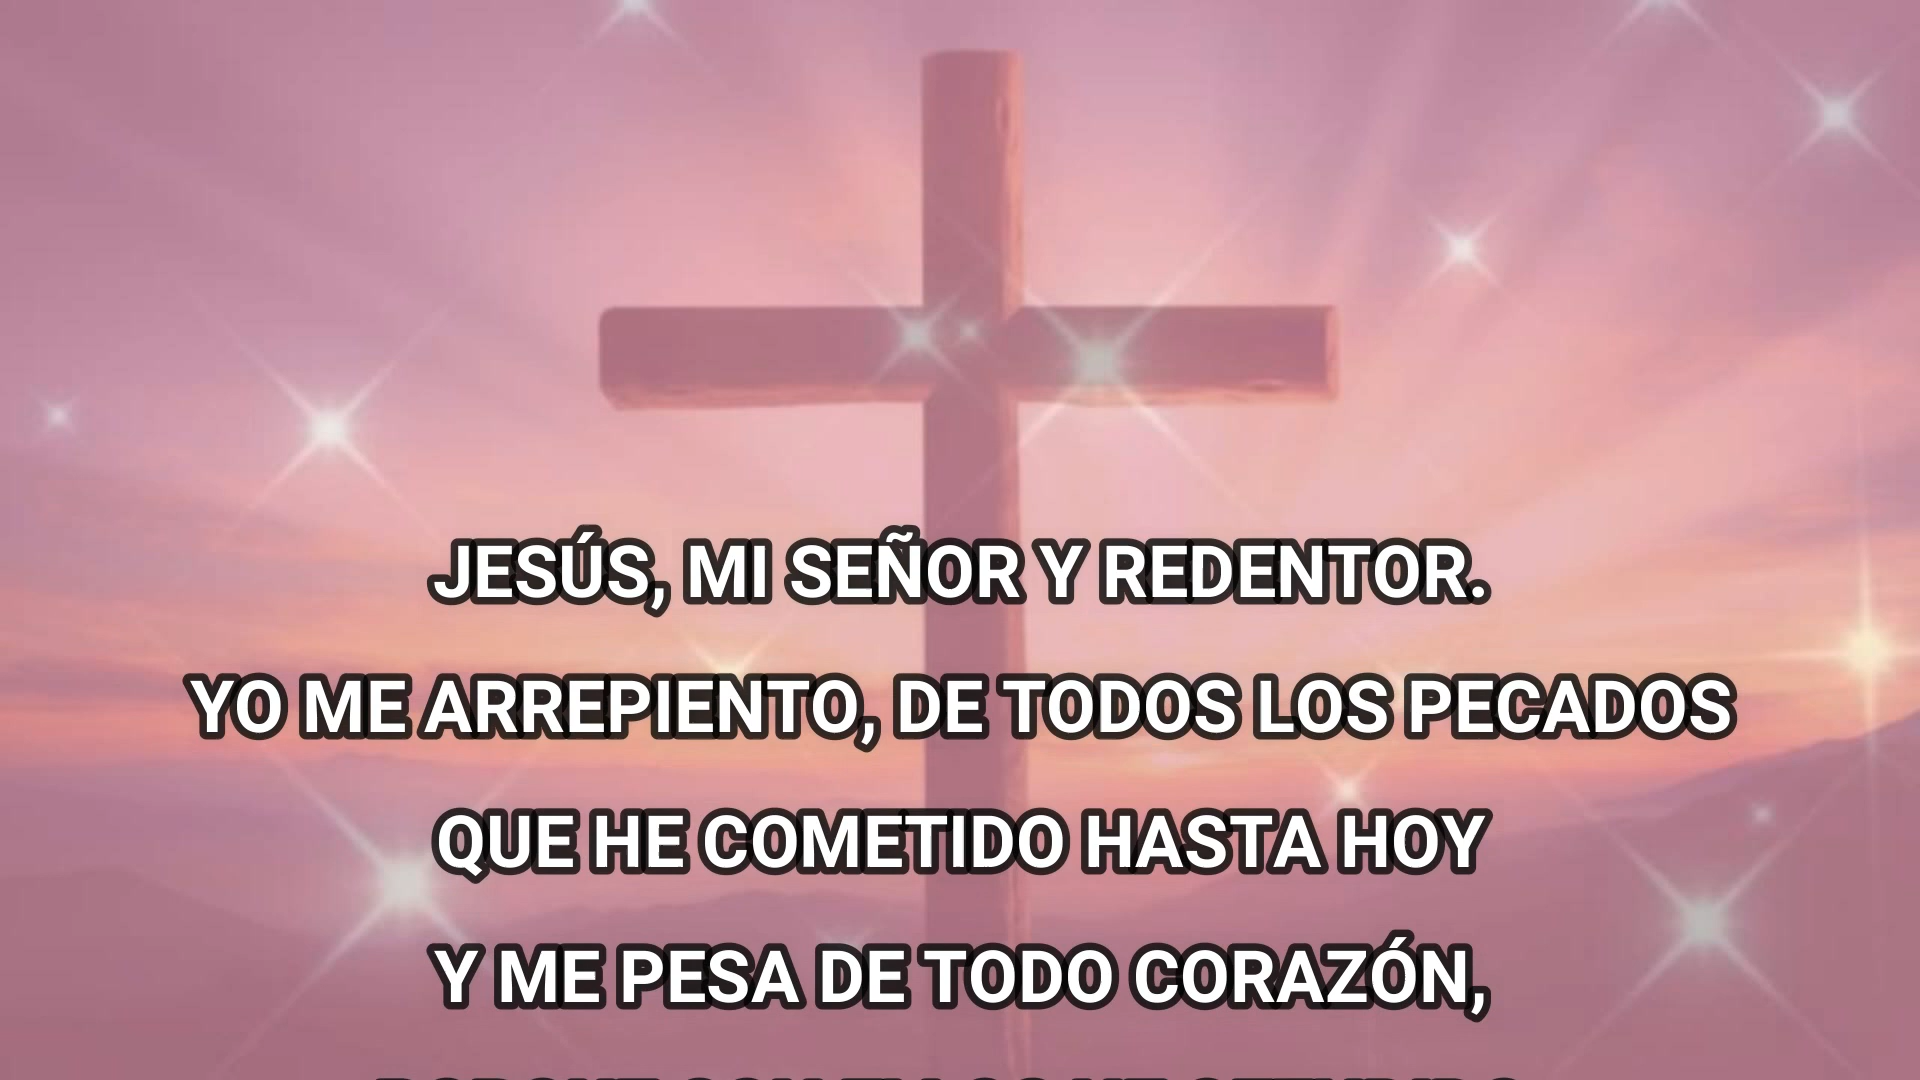 JESÚS, MI SEÑOR Y REDENTOR.
YO ME ARREPIENTO, DE TODOS LOS PECADOS
QUE HE COMETIDO HASTA HOY
Y ME PESA DE TODO CORAZÓN,